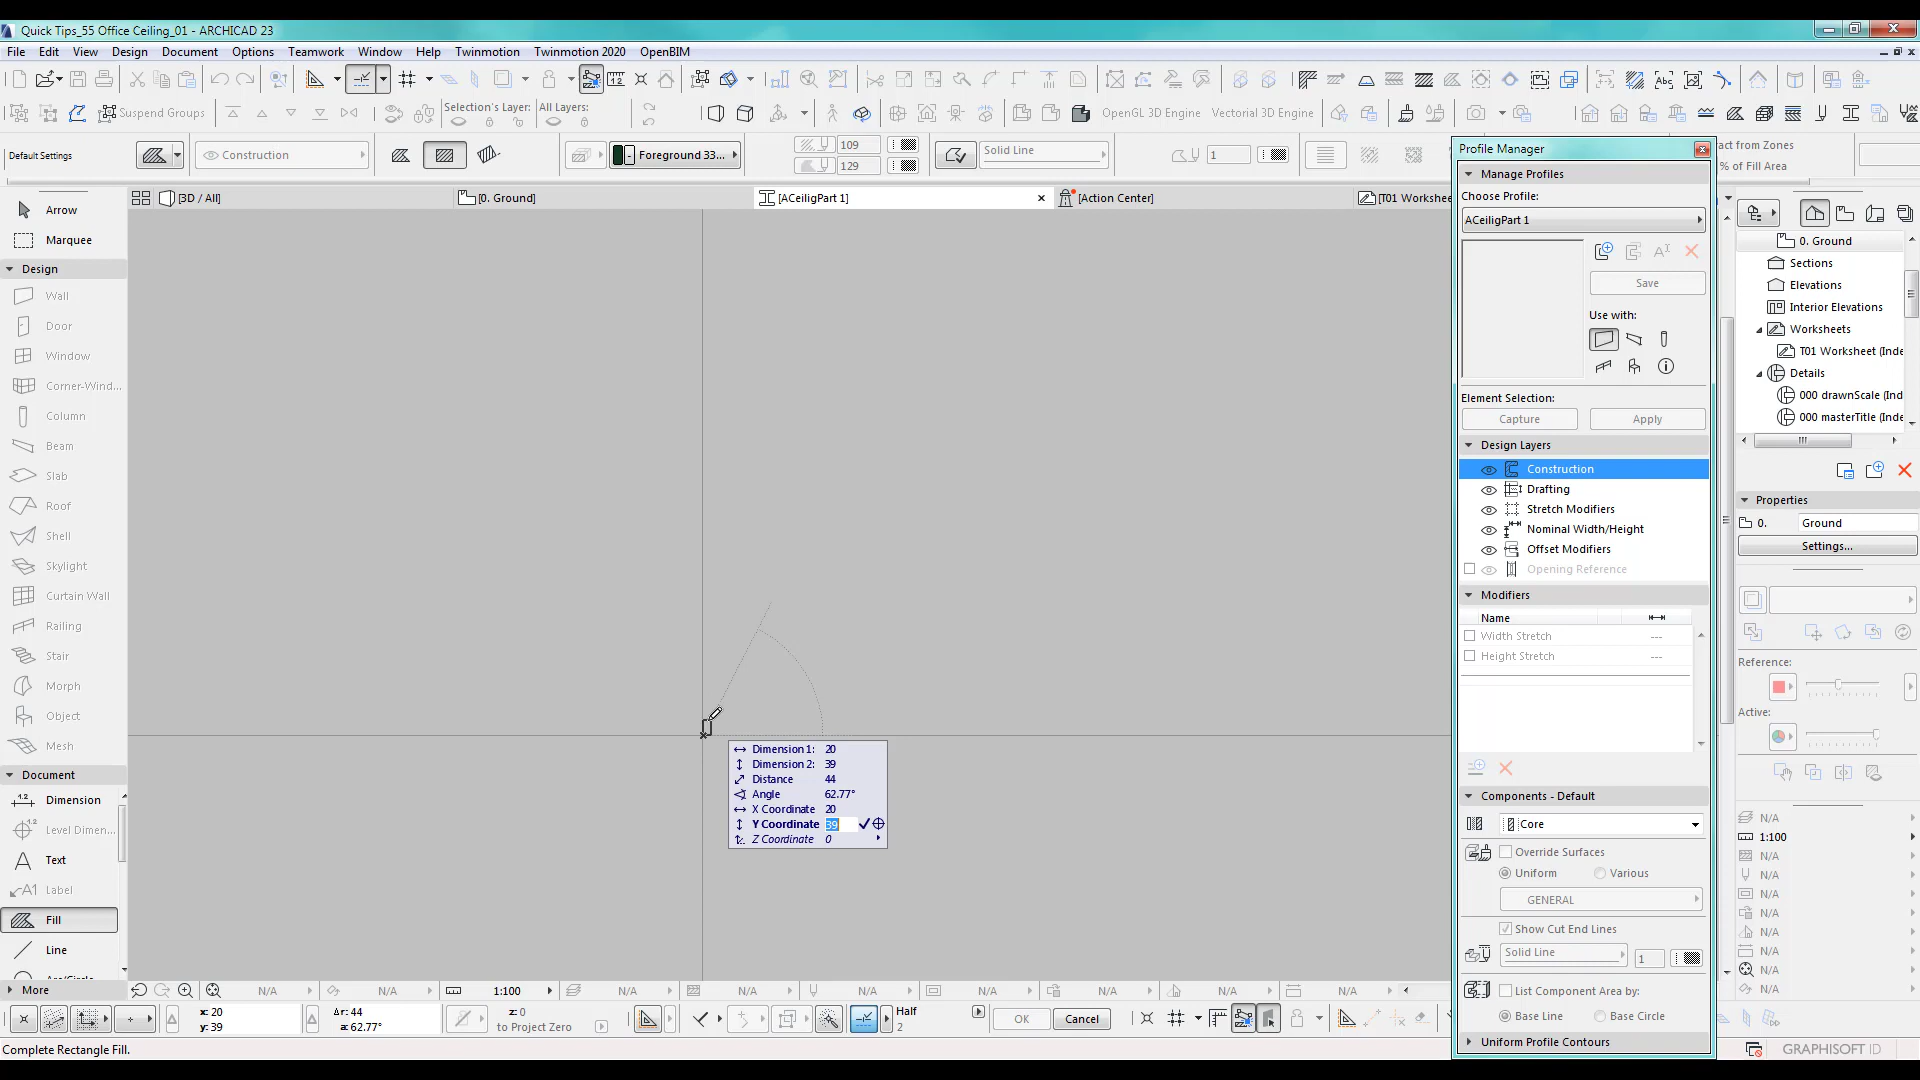 Quick Tips_55 Office Ceiling_01 - ARCHICAD 23
File Edit View Design Document Options Teamwork Window Help Twinmotion Twinmotion 2020 OpenBIM
Suspend Groups
Selection's Layer: All Layers:
OpenGL 3D Engine Vectorial 3D Engine
Default Settings
Construction
Foreground 33...
109
129
Solid Line
1
act from Zones
% of Fill Area
[3D / All]
[0. Ground]
[ACeiligPart 1]
[Action Center]
[T01 Workshee
Arrow
Marquee
Design
Wall
Door
Window
Corner-Wind...
Column
Beam
Slab
Roof
Shell
Skylight
Curtain Wall
Railing
Stair
Morph
Object
Mesh
Document
Dimension
Level Dimen...
Text
Label
Fill
Line
More
Dimension 1: 20
Dimension 2: 39
Distance 44
Angle 62.77°
X Coordinate 20
Y Coordinate 39
Z Coordinate 0
Profile Manager
Manage Profiles
Choose Profile:
ACeiligPart 1
Save
Use with:
Element Selection:
Capture Apply
Design Layers
Construction
Drafting
Stretch Modifiers
Nominal Width/Height
Offset Modifiers
Opening Reference
Modifiers
Name
Width Stretch ---
Height Stretch ---
Components - Default
Core
Override Surfaces
Uniform Various
GENERAL
Show Cut End Lines
Solid Line 1
List Component Area by:
Base Line Base Circle
Uniform Profile Contours
0. Ground
Sections
Elevations
Interior Elevations
Worksheets
T01 Worksheet (Inde
Details
000 drawnScale (Ind
000 masterTitle (Inde
Properties
0. Ground
Settings...
Reference:
Active:
N/A
1:100
N/A
N/A
N/A
N/A
N/A
N/A
N/A
N/A
N/A N/A 1:100 N/A N/A N/A N/A N/A N/A N/A
x: 20
y: 39
Δr: 44
a: 62.77°
z: 0
to Project Zero
Half
2
OK Cancel
Complete Rectangle Fill.
GRAPHISOFT ID